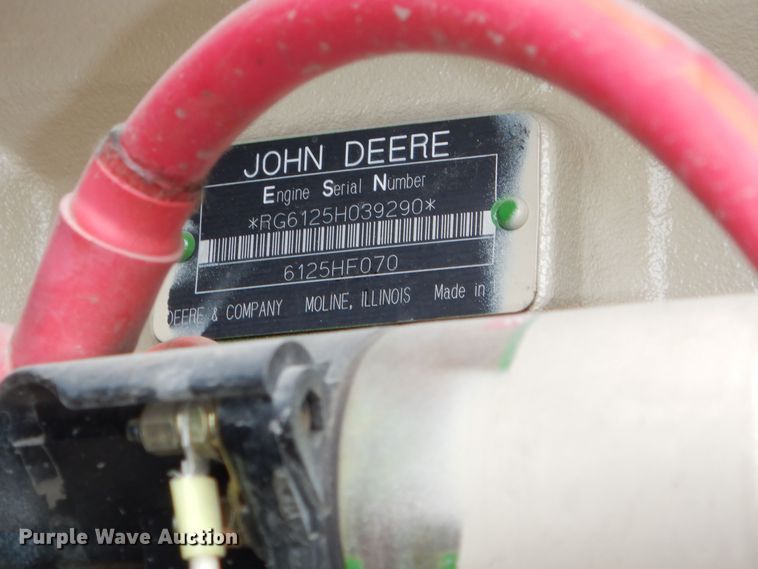 JOHN DEERE
Engine Serial Number
*RG6125H039290*
6125HF070
DEERE & COMPANY MOLINE, ILLINOIS Made in
Purple Wave Auction